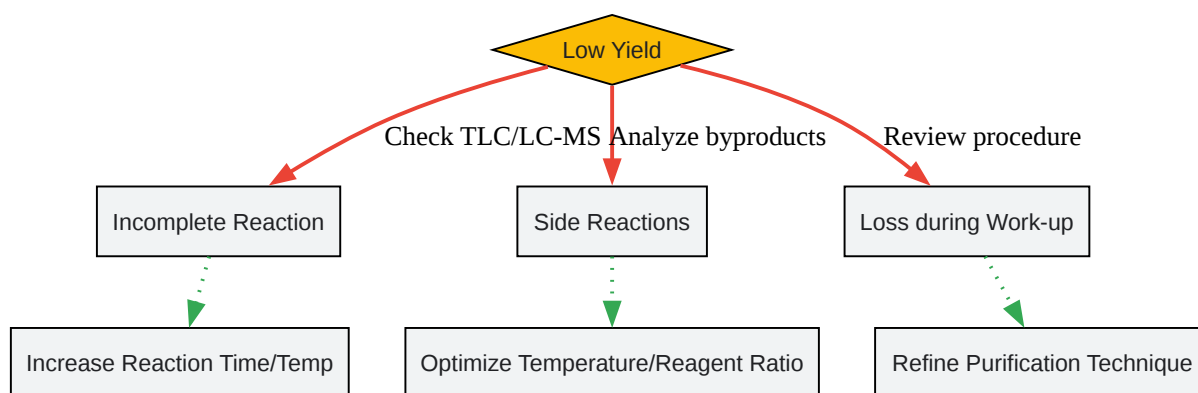 Low Yield
Check TLC/LC-MS
Analyze byproducts
Review procedure
Incomplete Reaction
Side Reactions
Loss during Work-up
Increase Reaction Time/Temp
Optimize Temperature/Reagent Ratio
Refine Purification Technique